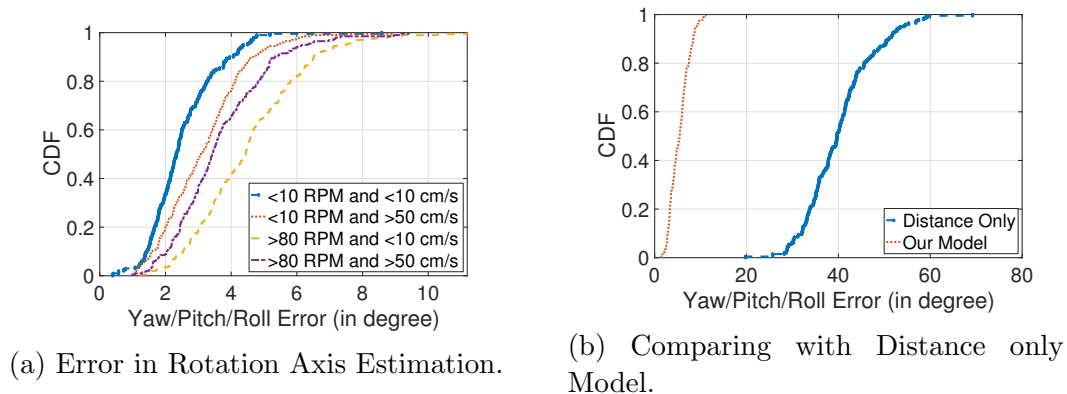 1
0.8
0.6
0.4
0.2
0
CDF
<10 RPM and <10 cm/s
<10 RPM and >50 cm/s
>80 RPM and <10 cm/s
>80 RPM and >50 cm/s
0 2 4 6 8 10
Yaw/Pitch/Roll Error (in degree)
(a) Error in Rotation Axis Estimation.
1
0.8
0.6
0.4
0.2
0
CDF
Distance Only
Our Model
0 20 40 60 80
Yaw/Pitch/Roll Error (in degree)
(b) Comparing with Distance only
Model.